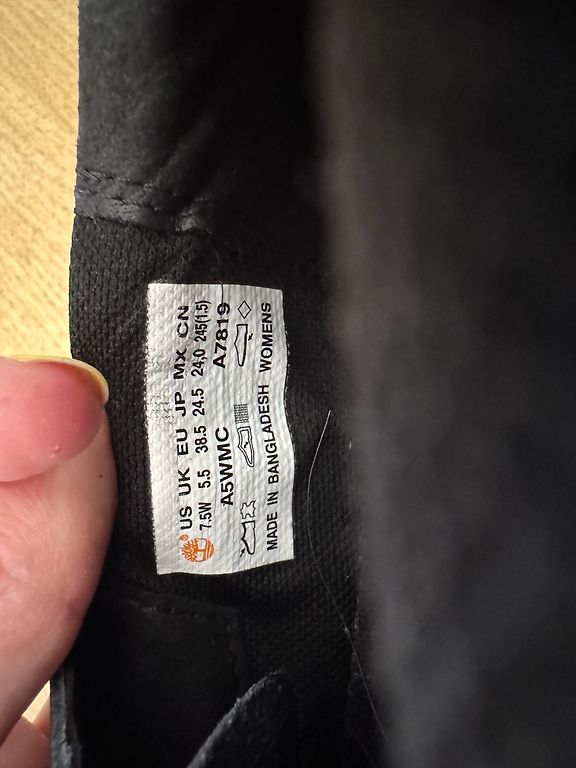 US UK EU JP MX CN
7.5W 5.5 38.5 24.5 24,0 245(1.5)
A5WMC A7819
MADE IN BANGLADESH WOMENS